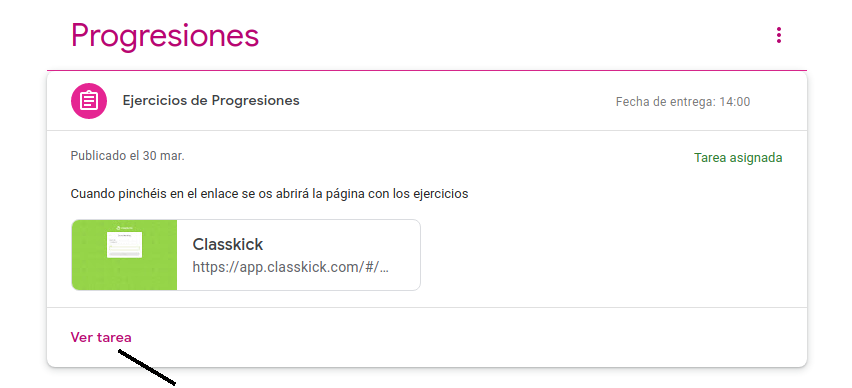 Progresiones
Ejercicios de Progresiones
Fecha de entrega: 14:00
Publicado el 30 mar.
Tarea asignada
Cuando pinchéis en el enlace se os abrirá la página con los ejercicios
Classkick
https://app.classkick.com/#/...
Ver tarea